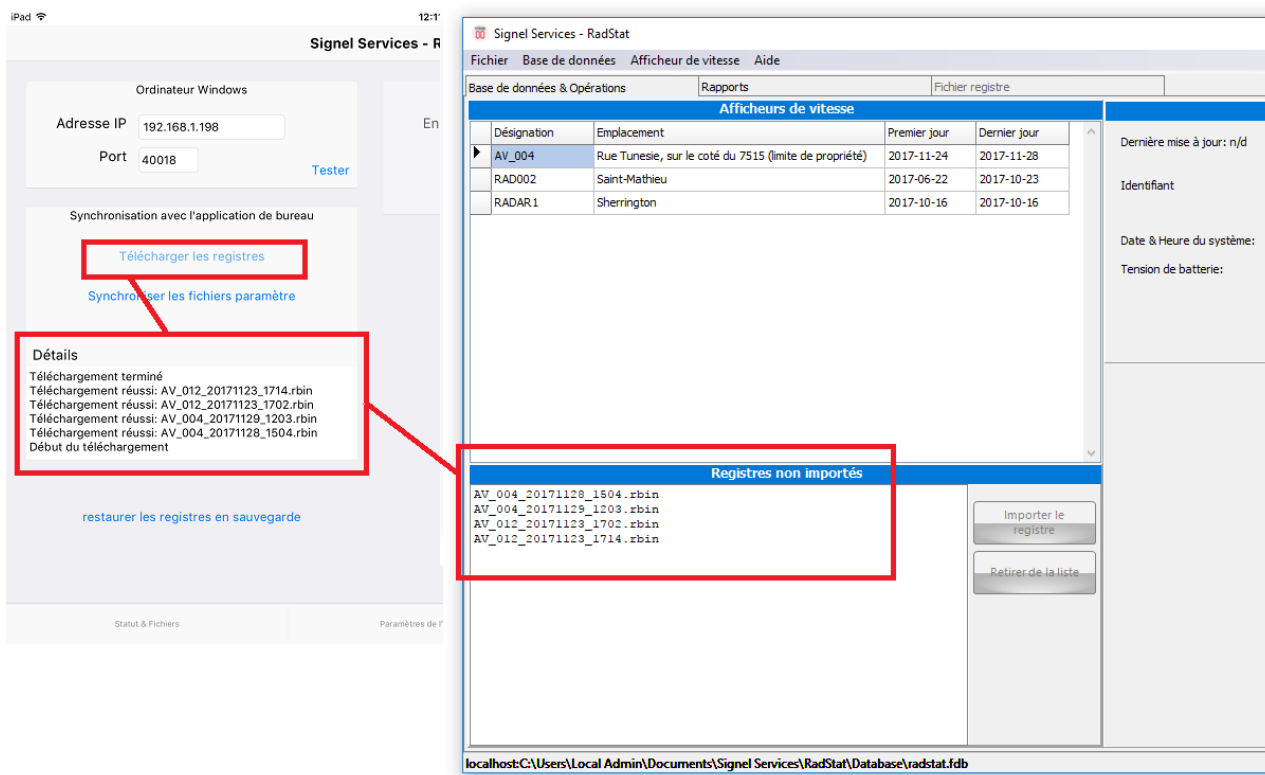 iPad 12:1
Signel Services - R
Ordinateur Windows
Adresse IP 192.168.1.198
Port 40018
Tester
En
Synchronisation avec l'application de bureau
Télécharger les registres
Synchroniser les fichiers paramètre
Détails
Téléchargement terminé
Téléchargement réussi: AV_012_20171123_1714.rbin
Téléchargement réussi: AV_012_20171123_1702.rbin
Téléchargement réussi: AV_004_20171129_1203.rbin
Téléchargement réussi: AV_004_20171128_1504.rbin
Début du téléchargement
restaurer les registres en sauvegarde
Statut & Fichiers Paramètres de l'
Signel Services - RadStat
Fichier Base de données Afficheur de vitesse Aide
Base de données & Opérations Rapports Fichier registre
Afficheurs de vitesse
Désignation Emplacement Premier jour Dernier jour
AV_004 Rue Tunesie, sur le coté du 7515 (limite de propriété) 2017-11-24 2017-11-28
RAD002 Saint-Mathieu 2017-06-22 2017-10-23
RADAR1 Sherrington 2017-10-16 2017-10-16
Dernière mise à jour: n/d
Identifiant
Date & Heure du système:
Tension de batterie:
Registres non importés
AV_004_20171128_1504.rbin
AV_004_20171129_1203.rbin
AV_012_20171123_1702.rbin
AV_012_20171123_1714.rbin
Importer le
registre
Retirer de la liste
localhost:C:\Users\Local Admin\Documents\Signel Services\RadStat\Database\radstat.fdb